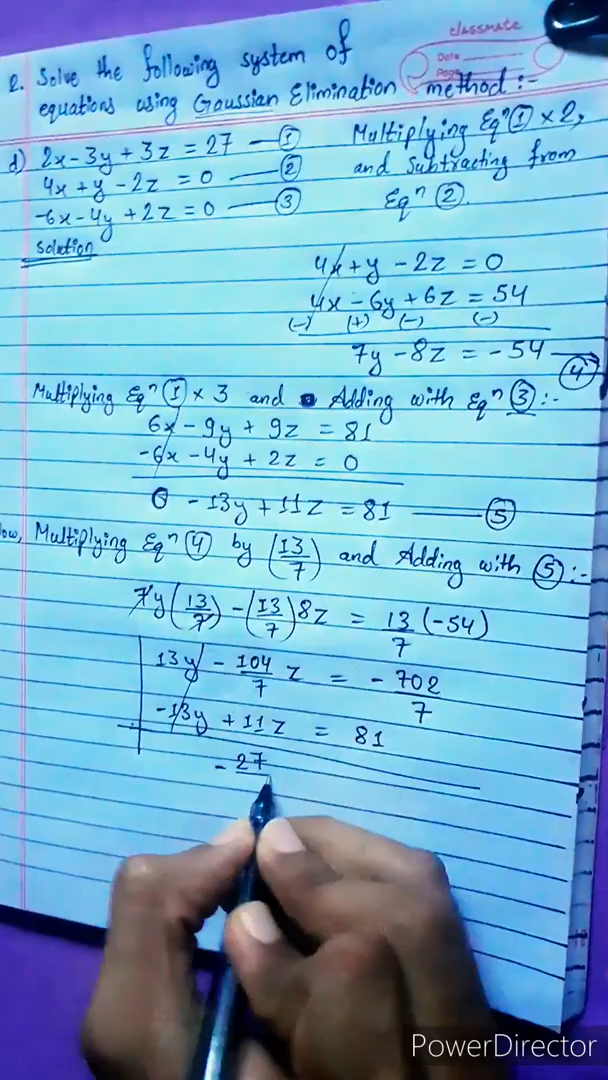 classmate
Date
Page
2. Solve the following system of
equations using Gaussian Elimination method :-
d) 2x - 3y + 3z = 27 — ①
4x + y - 2z = 0 — ②
-6x - 4y + 2z = 0 — ③
Solution
Multiplying Eqⁿ ① × 2,
and Subtracting from
Eqⁿ ②.
4x + y - 2z = 0
4x - 6y + 6z = 54
(-) (+) (-) (-)
7y - 8z = -54 — ④
Multiplying Eqⁿ ① × 3 and Adding with Eqⁿ ③ :-
6x - 9y + 9z = 81
-6x - 4y + 2z = 0
0 - 13y + 11z = 81 — ⑤
Now, Multiplying Eqⁿ ④ by (13/7) and Adding with ⑤ :-
7y(13/7) - (13/7)8z = 13/7 (-54)
13y - 104/7 z = - 702/7
-13y + 11z = 81
- 27
PowerDirector